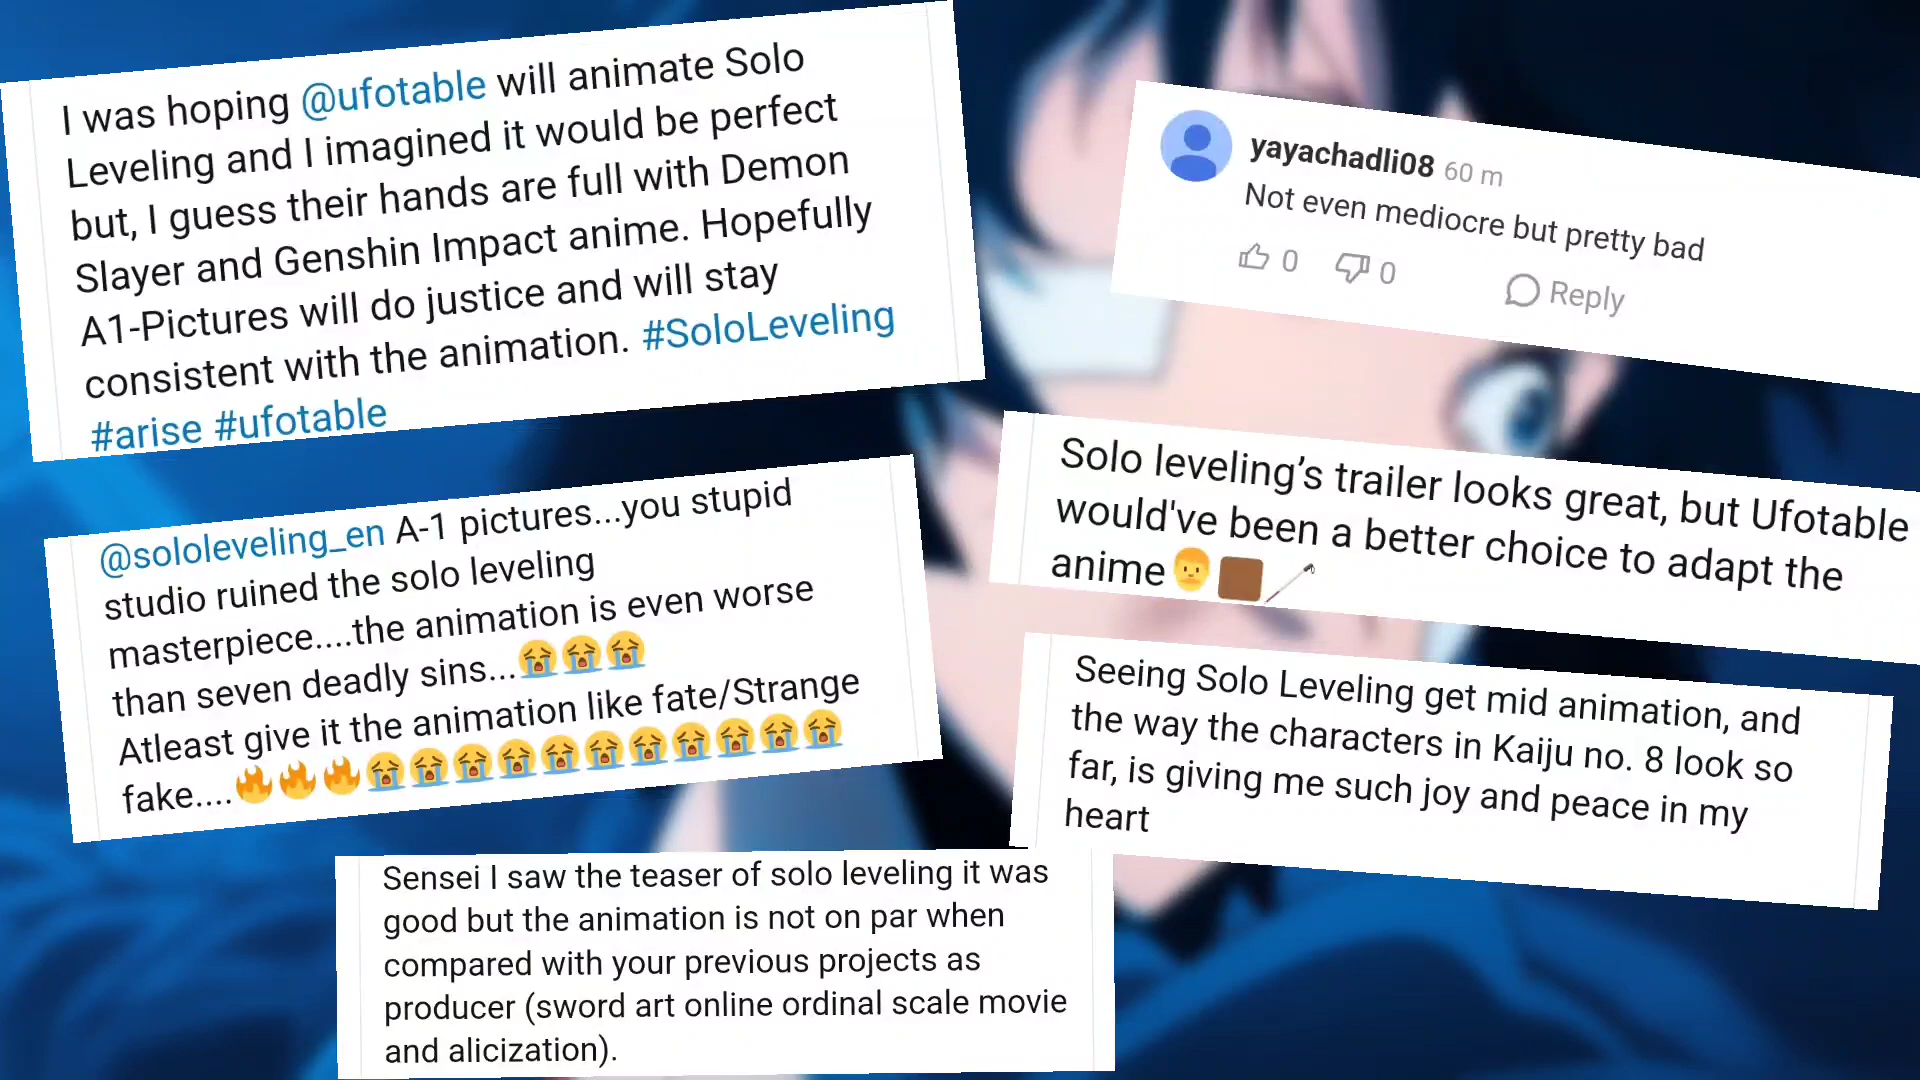 I was hoping @ufotable will animate Solo
Leveling and I imagined it would be perfect
but, I guess their hands are full with Demon
Slayer and Genshin Impact anime. Hopefully
A1-Pictures will do justice and will stay
consistent with the animation. #SoloLeveling
#arise #ufotable
yayachadli08 60 m
Not even mediocre but pretty bad
0 0 Reply
@sololeveling_en A-1 pictures...you stupid
studio ruined the solo leveling
masterpiece....the animation is even worse
than seven deadly sins...😭😭😭
Atleast give it the animation like fate/Strange
fake....🔥🔥🔥😭😭😭😭😭😭😭😭😭😭😭
Solo leveling’s trailer looks great, but Ufotable
would've been a better choice to adapt the
anime👨🟫🦯
Seeing Solo Leveling get mid animation, and
the way the characters in Kaiju no. 8 look so
far, is giving me such joy and peace in my
heart
Sensei I saw the teaser of solo leveling it was
good but the animation is not on par when
compared with your previous projects as
producer (sword art online ordinal scale movie
and alicization).